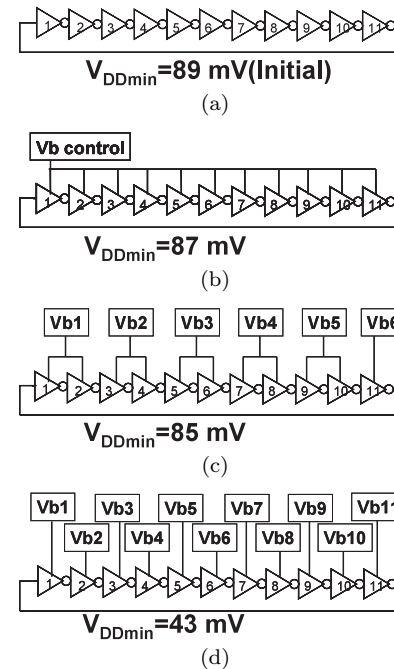 1 2 3 4 5 6 7 8 9 10 11
VDDmin=89 mV(Initial)
(a)
Vb control
1 2 3 4 5 6 7 8 9 10 11
VDDmin=87 mV
(b)
Vb1 Vb2 Vb3 Vb4 Vb5 Vb6
1 2 3 4 5 6 7 8 9 10 11
VDDmin=85 mV
(c)
Vb1 Vb3 Vb5 Vb7 Vb9 Vb11
Vb2 Vb4 Vb6 Vb8 Vb10
1 2 3 4 5 6 7 8 9 10 11
VDDmin=43 mV
(d)